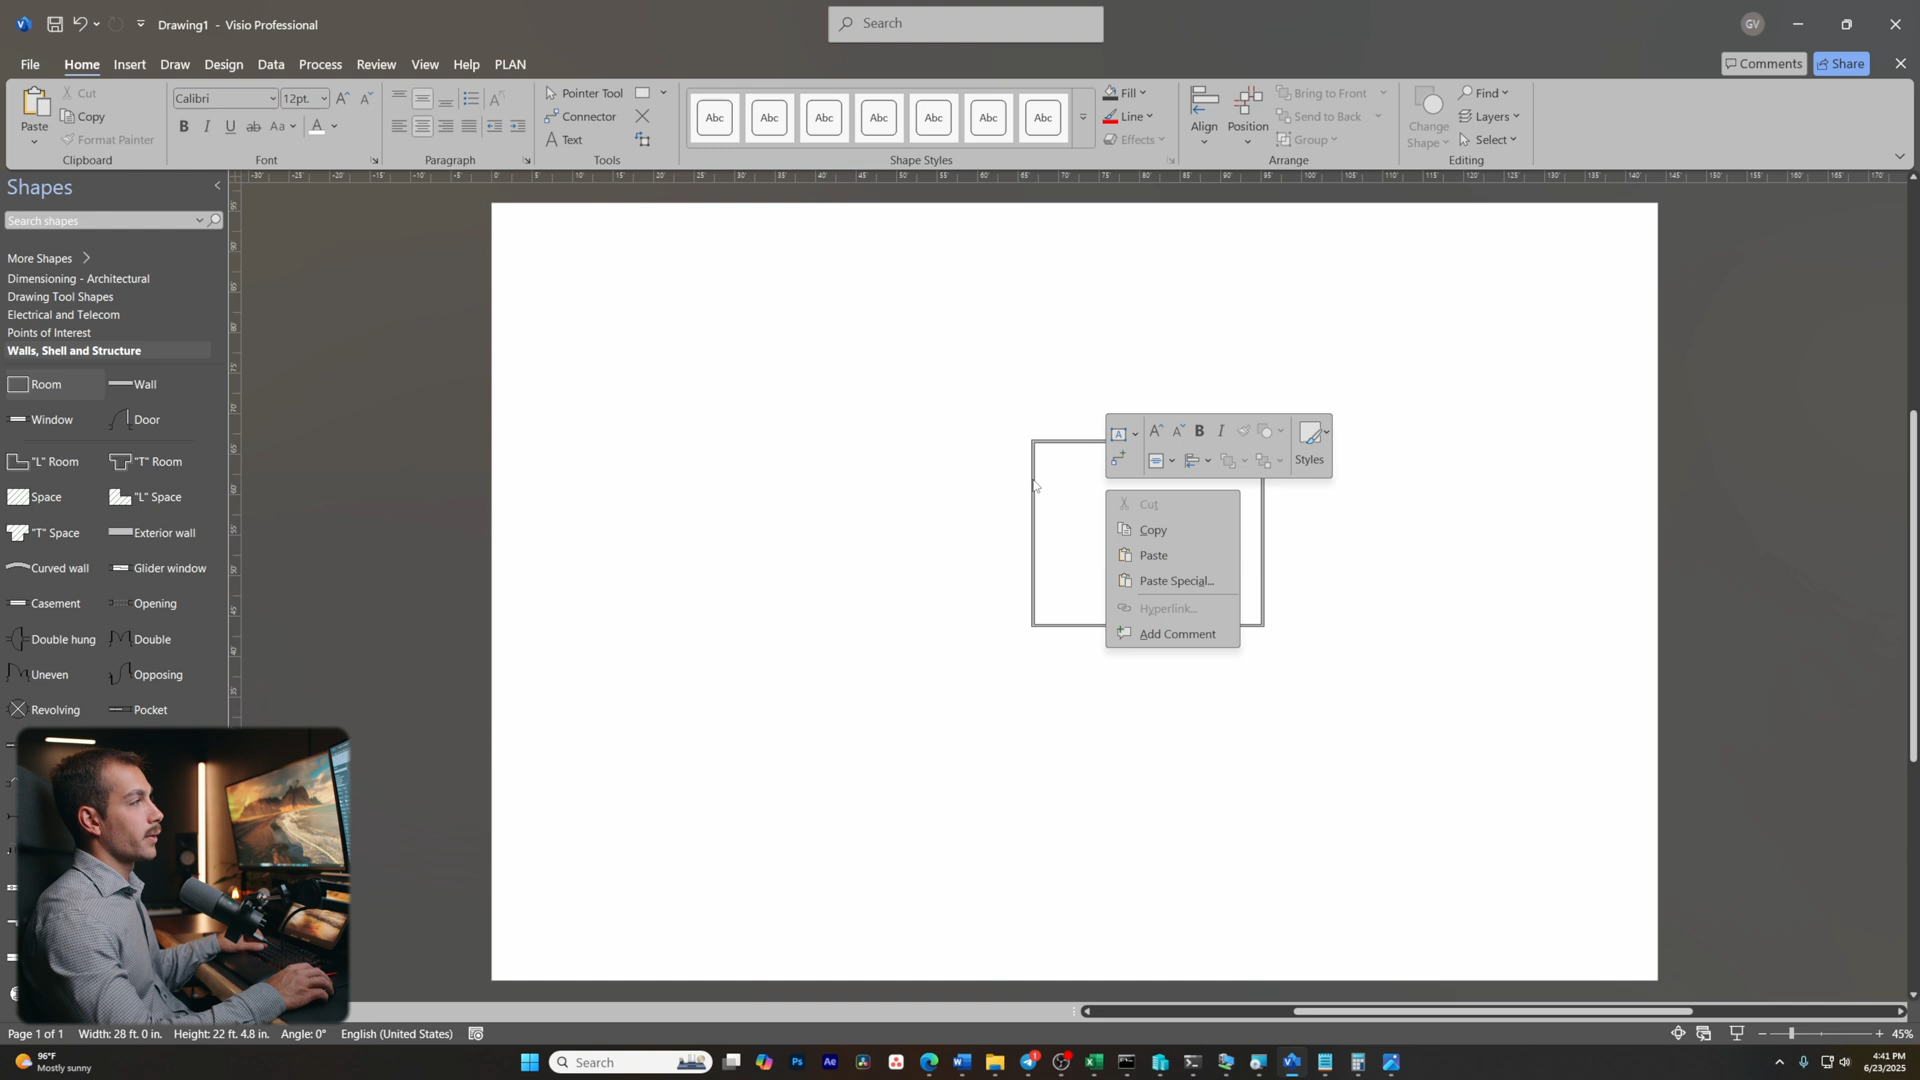 Drawing1 - Visio Professional
Search
GV
File Home Insert Draw Design Data Process Review View Help PLAN
Comments Share
Paste
Cut
Copy
Format Painter
Clipboard
Calibri 12pt.
Font
Paragraph
Pointer Tool
Connector
Text
Tools
Abc Abc Abc Abc Abc Abc Abc
Shape Styles
Fill
Line
Effects
Align Position
Bring to Front
Send to Back
Group
Arrange
Change
Shape
Find
Layers
Select
Editing
Shapes
Search shapes
More Shapes
Dimensioning - Architectural
Drawing Tool Shapes
Electrical and Telecom
Points of Interest
Walls, Shell and Structure
Room Wall
Window Door
"L" Room "T" Room
Space "L" Space
"T" Space Exterior wall
Curved wall Glider window
Casement Opening
Double hung Double
Uneven Opposing
Revolving Pocket
Styles
Cut
Copy
Paste
Paste Special...
Hyperlink...
Add Comment
Page 1 of 1 Width: 28 ft. 0 in. Height: 22 ft. 4.8 in. Angle: 0° English (United States)
45%
96°F
Mostly sunny
Search
4:41 PM
6/23/2025